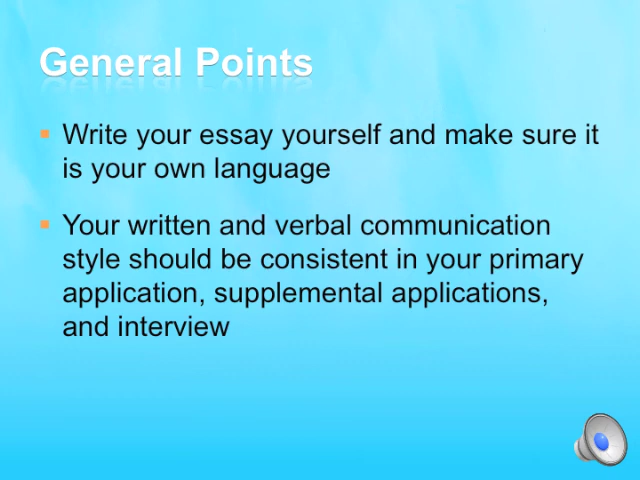 General Points
Write your essay yourself and make sure it
is your own language
Your written and verbal communication
style should be consistent in your primary
application, supplemental applications,
and interview